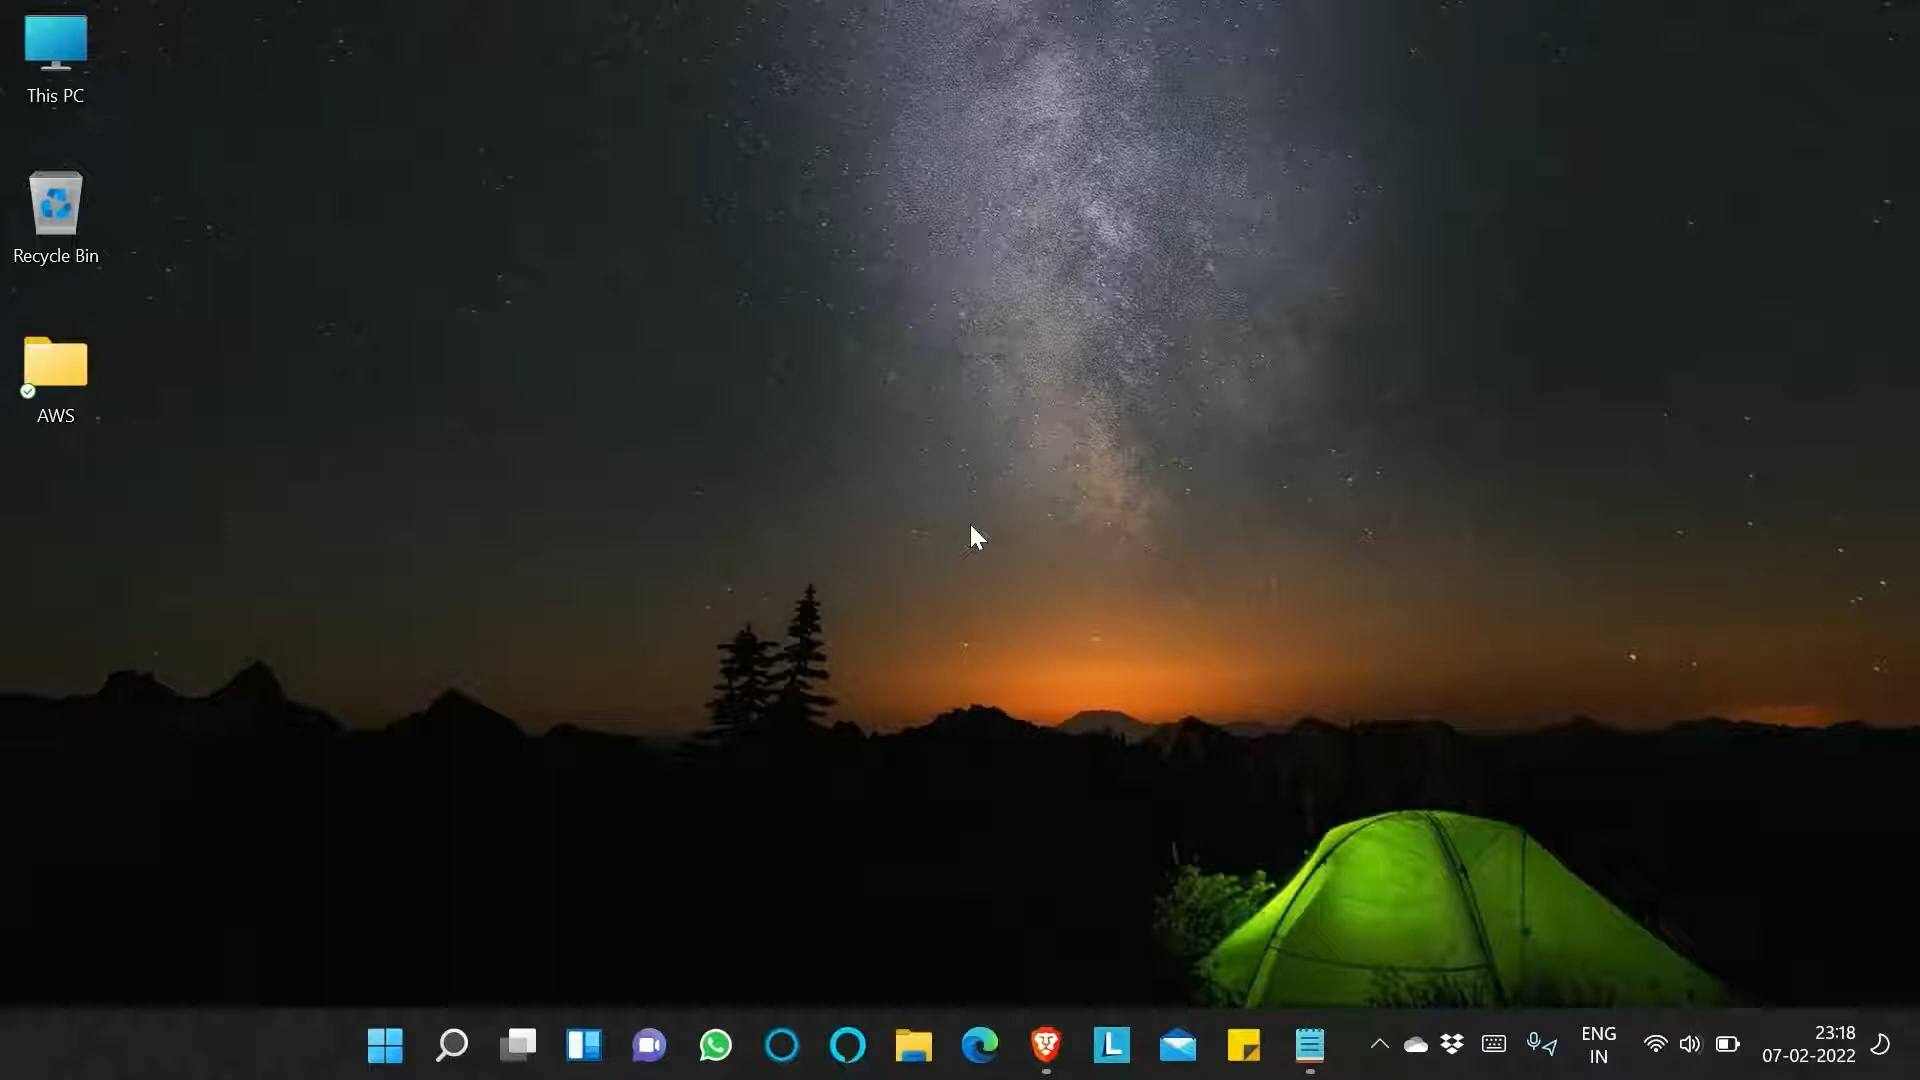 This PC
Recycle Bin
AWS
L
ENG
IN
23:18
07-02-2022